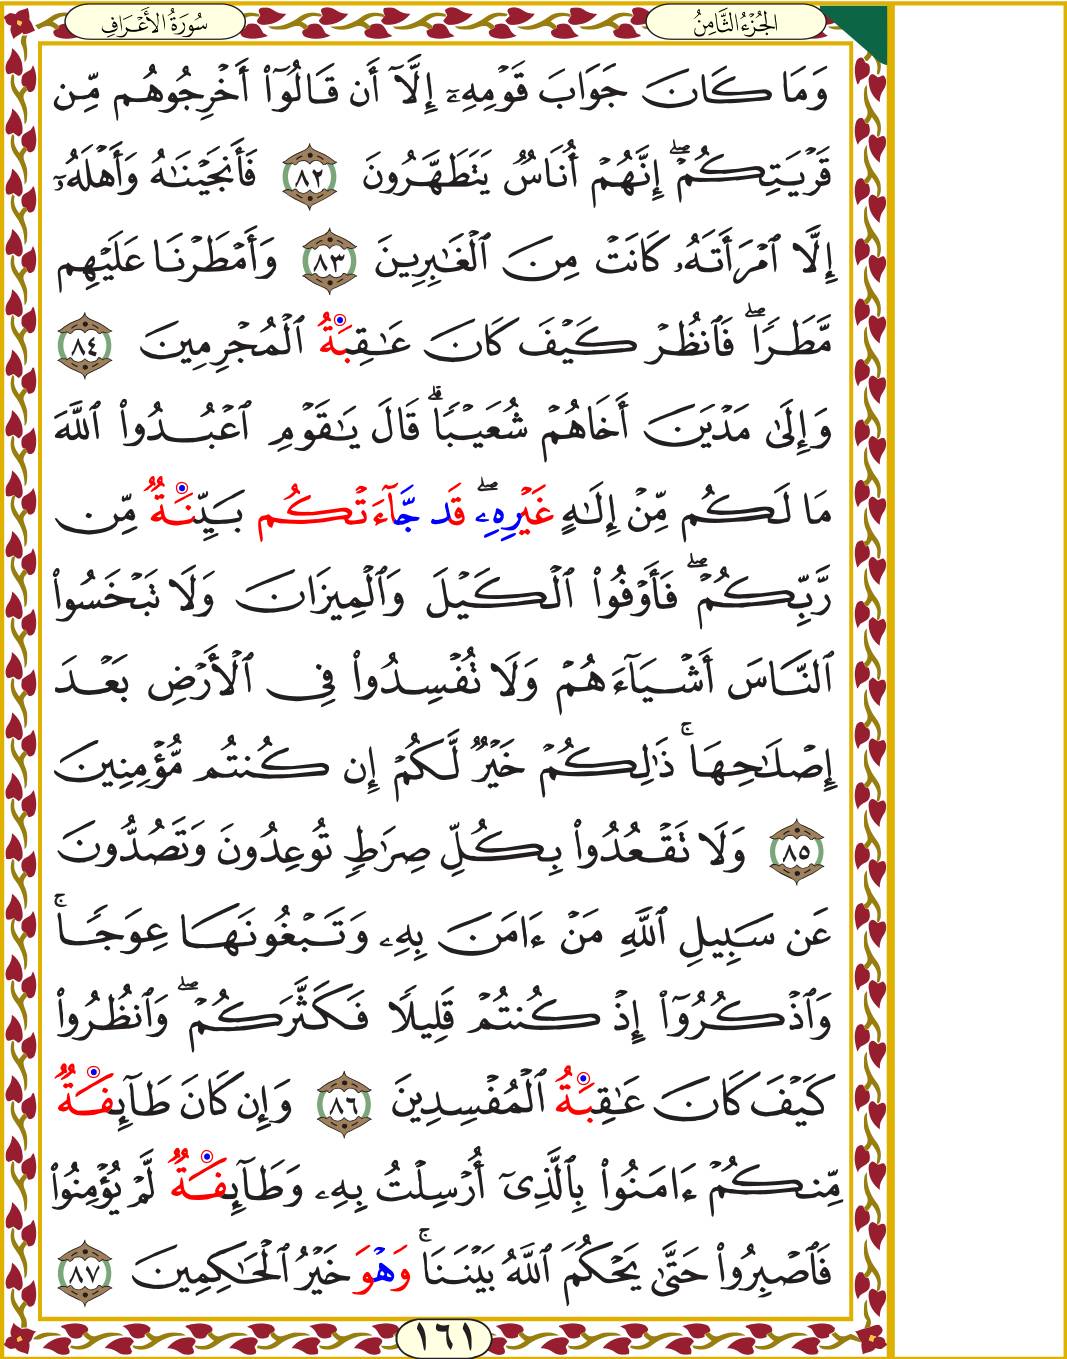 الجُزْءُ الثَّامِنُ
سُورَةُ الأَعْرَافِ
وَمَا كَانَ جَوَابَ قَوْمِهِۦٓ إِلَّآ أَن قَالُوٓاْ أَخْرِجُوهُم مِّن
قَرْيَتِكُمْۖ إِنَّهُمْ أُنَاسٞ يَتَطَهَّرُونَ ٨٢ فَأَنجَيْنَٰهُ وَأَهْلَهُۥٓ
إِلَّا ٱمْرَأَتَهُۥ كَانَتْ مِنَ ٱلْغَٰبِرِينَ ٨٣ وَأَمْطَرْنَا عَلَيْهِم
مَّطَرٗاۖ فَٱنظُرْ كَيْفَ كَانَ عَٰقِبَةُ ٱلْمُجْرِمِينَ ٨٤
وَإِلَىٰ مَدْيَنَ أَخَاهُمْ شُعَيْبٗاۗ قَالَ يَٰقَوْمِ ٱعْبُدُواْ ٱللَّهَ
مَا لَكُم مِّنْ إِلَٰهٍ غَيْرِهِۦۖ قَد جَّآءَتْكُم بَيِّنَةٞ مِّن
رَّبِّكُمْۖ فَأَوْفُواْ ٱلْكَيْلَ وَٱلْمِيزَانَ وَلَا تَبْخَسُواْ
ٱلنَّاسَ أَشْيَآءَهُمْ وَلَا تُفْسِدُواْ فِي ٱلْأَرْضِ بَعْدَ
إِصْلَٰحِهَاۚ ذَٰلِكُمْ خَيْرٞ لَّكُمْ إِن كُنتُم مُّؤْمِنِينَ
٨٥ وَلَا تَقْعُدُواْ بِكُلِّ صِرَٰطٖ تُوعِدُونَ وَتَصُدُّونَ
عَن سَبِيلِ ٱللَّهِ مَنْ ءَامَنَ بِهِۦ وَتَبْغُونَهَا عِوَجٗاۚ
وَٱذْكُرُوٓاْ إِذْ كُنتُمْ قَلِيلٗا فَكَثَّرَكُمْۖ وَٱنظُرُواْ
كَيْفَ كَانَ عَٰقِبَةُ ٱلْمُفْسِدِينَ ٨٦ وَإِن كَانَ طَآئِفَةٞ
مِّنكُمْ ءَامَنُواْ بِٱلَّذِيٓ أُرْسِلْتُ بِهِۦ وَطَآئِفَةٞ لَّمْ يُؤْمِنُواْ
فَٱصْبِرُواْ حَتَّىٰ يَحْكُمَ ٱللَّهُ بَيْنَنَاۚ وَهْوَ خَيْرُ ٱلْحَٰكِمِينَ ٨٧
١٦١